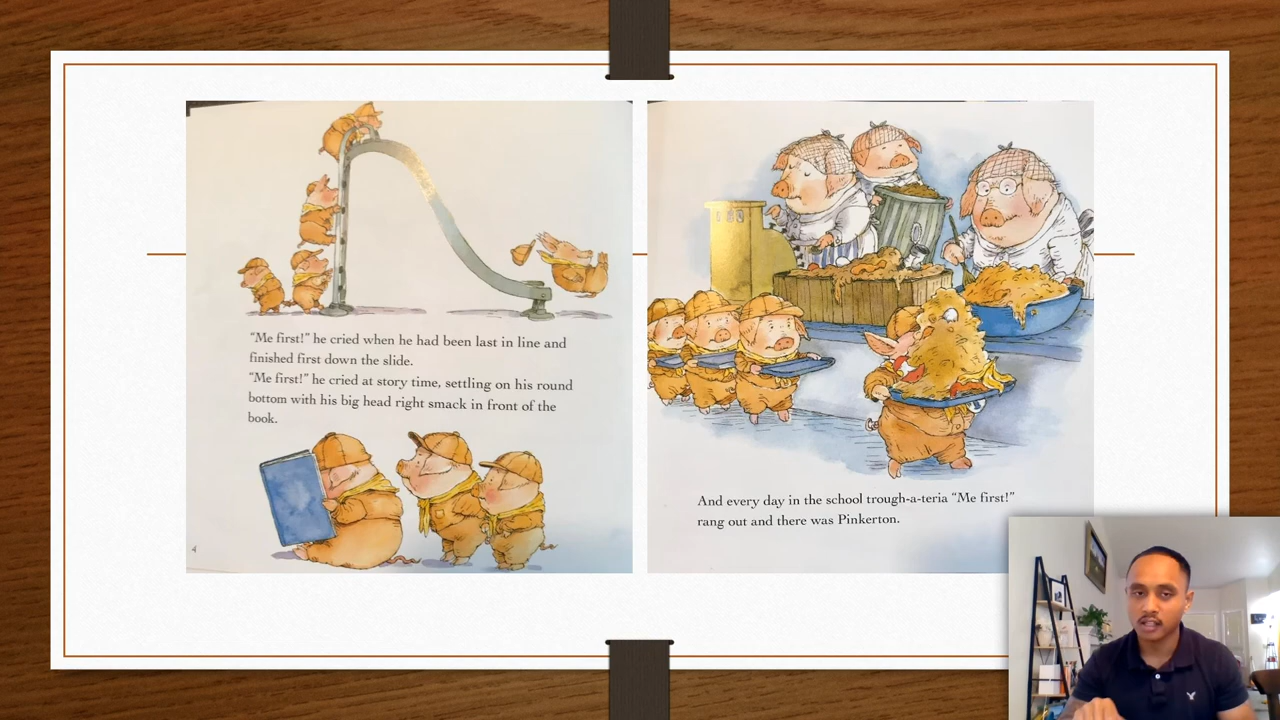 “Me first!” he cried when he had been last in line and
finished first down the slide.
“Me first!” he cried at story time, settling on his round
bottom with his big head right smack in front of the
book.
4
And every day in the school trough-a-teria “Me first!”
rang out and there was Pinkerton.